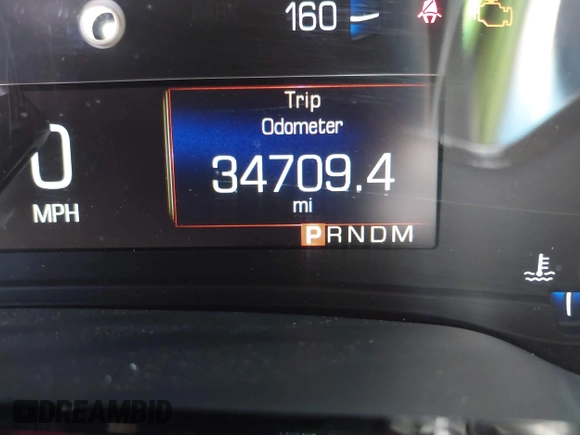 160
Trip
Odometer
34709.4
mi
0
MPH
PRNDM
DREAMBID